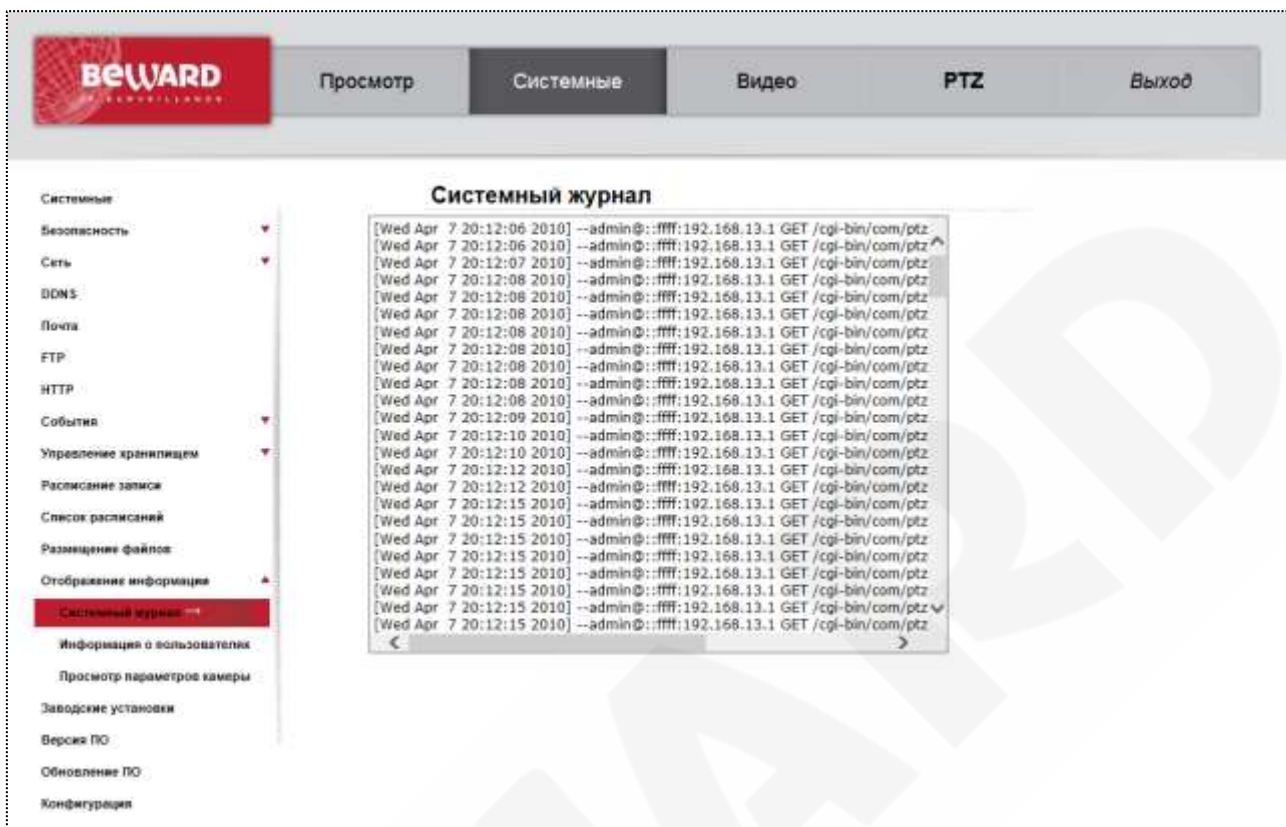 BEWARD
IP SURVEILLANCE
Просмотр
Системные
Видео
PTZ
Выход
Системные
Безопасность
Сеть
DDNS
Почта
FTP
HTTP
События
Управление хранилищем
Расписание записи
Список расписаний
Размещение файлов
Отображение информации
Системный журнал
Информация о пользователях
Просмотр параметров камеры
Заводские установки
Версия ПО
Обновление ПО
Конфигурация
Системный журнал
[Wed Apr 7 20:12:06 2010] --admin@::ffff:192.168.13.1 GET /cgi-bin/com/ptz
[Wed Apr 7 20:12:06 2010] --admin@::ffff:192.168.13.1 GET /cgi-bin/com/ptz
[Wed Apr 7 20:12:07 2010] --admin@::ffff:192.168.13.1 GET /cgi-bin/com/ptz
[Wed Apr 7 20:12:08 2010] --admin@::ffff:192.168.13.1 GET /cgi-bin/com/ptz
[Wed Apr 7 20:12:08 2010] --admin@::ffff:192.168.13.1 GET /cgi-bin/com/ptz
[Wed Apr 7 20:12:08 2010] --admin@::ffff:192.168.13.1 GET /cgi-bin/com/ptz
[Wed Apr 7 20:12:08 2010] --admin@::ffff:192.168.13.1 GET /cgi-bin/com/ptz
[Wed Apr 7 20:12:08 2010] --admin@::ffff:192.168.13.1 GET /cgi-bin/com/ptz
[Wed Apr 7 20:12:08 2010] --admin@::ffff:192.168.13.1 GET /cgi-bin/com/ptz
[Wed Apr 7 20:12:08 2010] --admin@::ffff:192.168.13.1 GET /cgi-bin/com/ptz
[Wed Apr 7 20:12:08 2010] --admin@::ffff:192.168.13.1 GET /cgi-bin/com/ptz
[Wed Apr 7 20:12:09 2010] --admin@::ffff:192.168.13.1 GET /cgi-bin/com/ptz
[Wed Apr 7 20:12:10 2010] --admin@::ffff:192.168.13.1 GET /cgi-bin/com/ptz
[Wed Apr 7 20:12:10 2010] --admin@::ffff:192.168.13.1 GET /cgi-bin/com/ptz
[Wed Apr 7 20:12:12 2010] --admin@::ffff:192.168.13.1 GET /cgi-bin/com/ptz
[Wed Apr 7 20:12:12 2010] --admin@::ffff:192.168.13.1 GET /cgi-bin/com/ptz
[Wed Apr 7 20:12:15 2010] --admin@::ffff:192.168.13.1 GET /cgi-bin/com/ptz
[Wed Apr 7 20:12:15 2010] --admin@::ffff:192.168.13.1 GET /cgi-bin/com/ptz
[Wed Apr 7 20:12:15 2010] --admin@::ffff:192.168.13.1 GET /cgi-bin/com/ptz
[Wed Apr 7 20:12:15 2010] --admin@::ffff:192.168.13.1 GET /cgi-bin/com/ptz
[Wed Apr 7 20:12:15 2010] --admin@::ffff:192.168.13.1 GET /cgi-bin/com/ptz
[Wed Apr 7 20:12:15 2010] --admin@::ffff:192.168.13.1 GET /cgi-bin/com/ptz
[Wed Apr 7 20:12:15 2010] --admin@::ffff:192.168.13.1 GET /cgi-bin/com/ptz
[Wed Apr 7 20:12:15 2010] --admin@::ffff:192.168.13.1 GET /cgi-bin/com/ptz